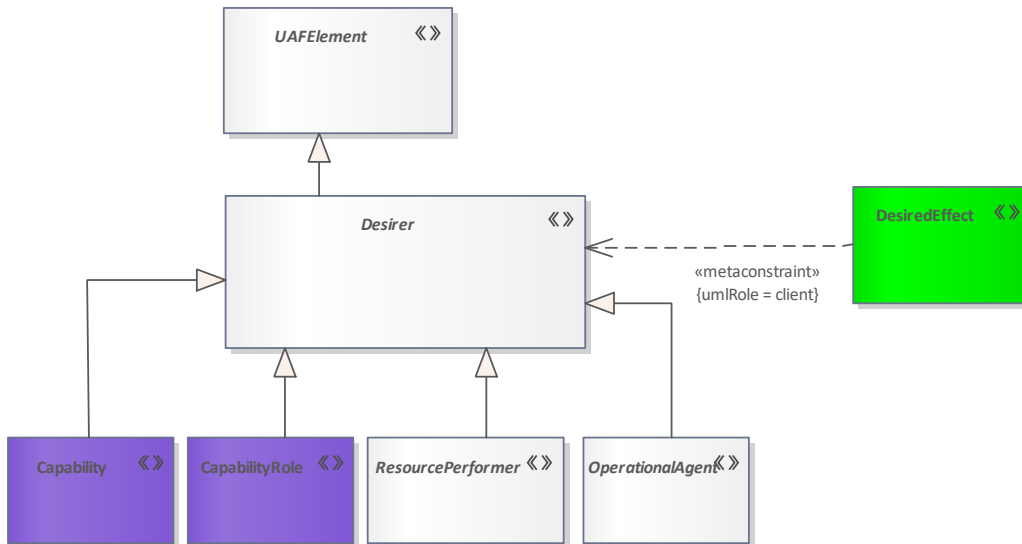 UAFElement «»
Desirer «»
DesiredEffect «»
«metaconstraint»
{umlRole = client}
Capability «»
CapabilityRole «»
ResourcePerformer «»
OperationalAgent «»